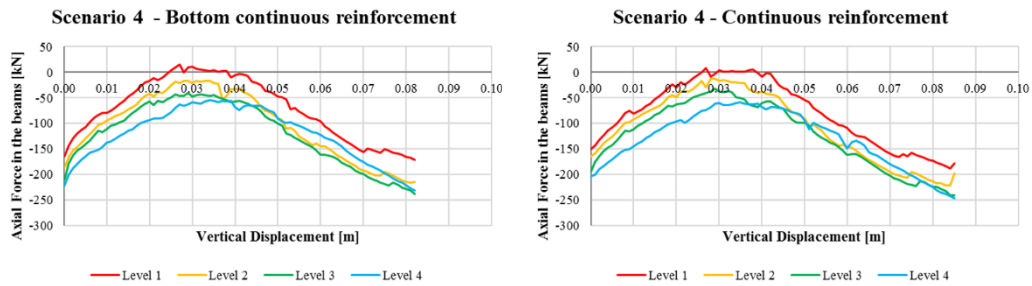 Scenario 4 - Bottom continuous reinforcement
Axial Force in the beams [kN]
50
0
-50
-100
-150
-200
-250
-300
0.00 0.01 0.02 0.03 0.04 0.05 0.06 0.07 0.08 0.09 0.10
Vertical Displacement [m]
Level 1 Level 2 Level 3 Level 4
Scenario 4 - Continuous reinforcement
Axial Force in the beams [kN]
50
0
-50
-100
-150
-200
-250
-300
0.00 0.01 0.02 0.03 0.04 0.05 0.06 0.07 0.08 0.09 0.10
Vertical Displacement [m]
Level 1 Level 2 Level 3 Level 4